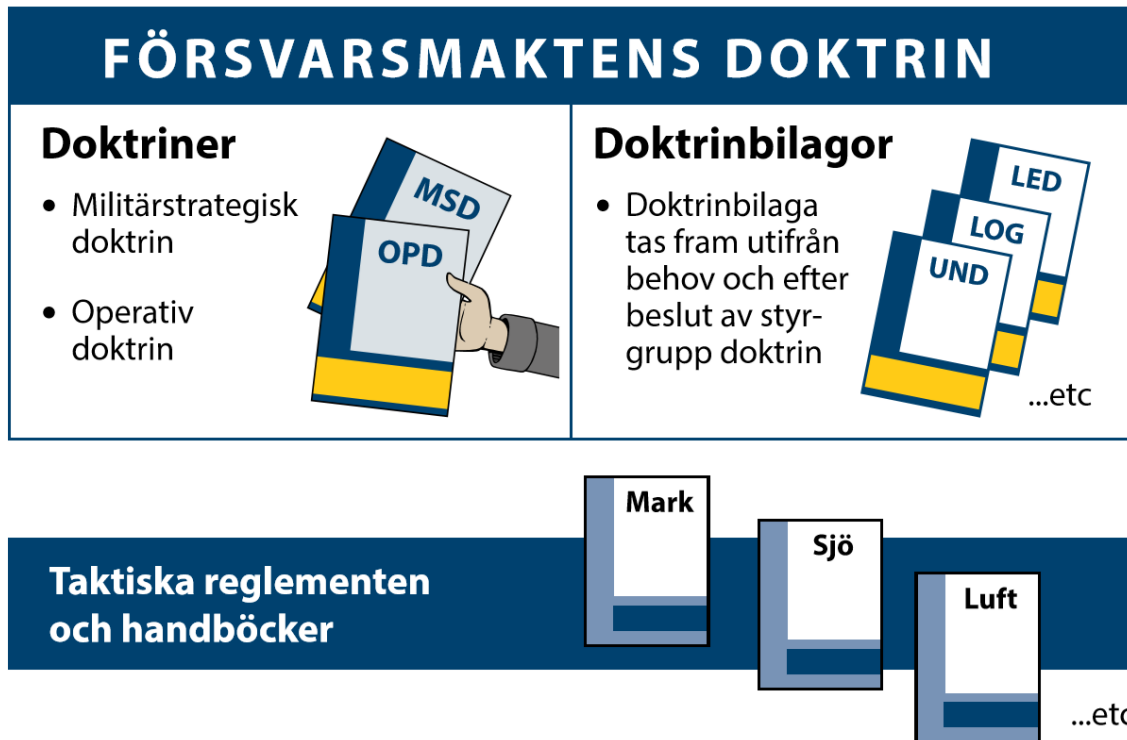 FÖRSVARSMAKTENS DOKTRIN
Doktriner
• Militärstrategisk
doktrin
• Operativ
doktrin
MSD
OPD
Doktrinbilagor
• Doktrinbilaga
tas fram utifrån
behov och efter
beslut av styr-
grupp doktrin
LED
LOG
UND
...etc
Taktiska reglementen
och handböcker
Mark
Sjö
Luft
...etc